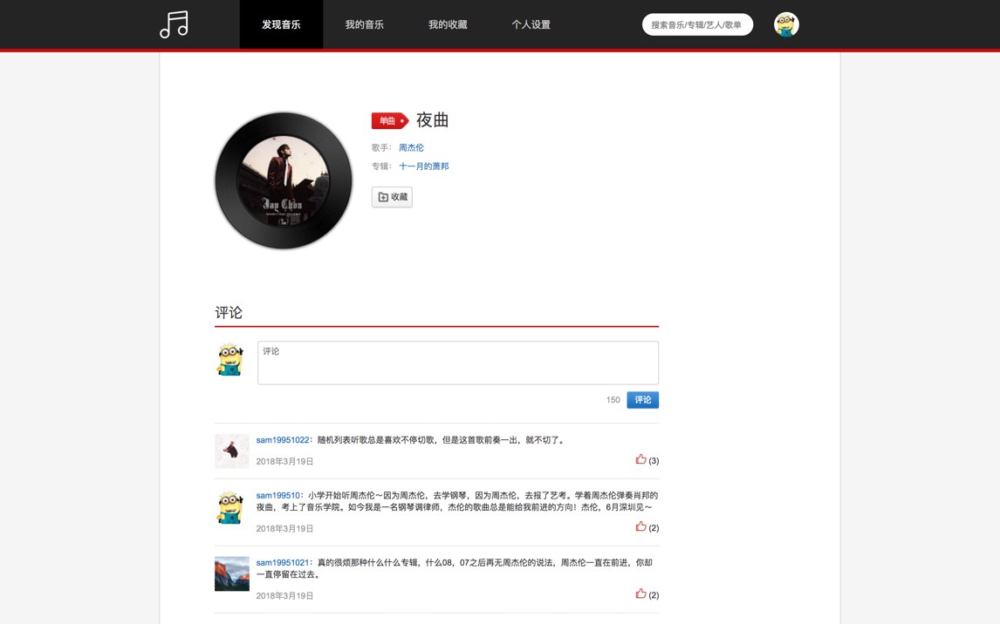 发现音乐
我的音乐
我的收藏
个人设置
搜索音乐/专辑/艺人/歌单
单曲
夜曲
歌手： 周杰伦
专辑： 十一月的萧邦
收藏
Jay Chou
评论
评论
150
评论
sam19951022：随机列表听歌总是喜欢不停切歌，但是这首歌前奏一出，就不切了。
2018年3月19日
(3)
sam199510：小学开始听周杰伦～因为周杰伦，去学钢琴，因为周杰伦，去报了艺考。学着周杰伦弹奏肖邦的
夜曲，考上了音乐学院。如今我是一名钢琴调律师，杰伦的歌曲总是能给我前进的方向！杰伦，6月深圳见～
2018年3月19日
(2)
sam19951021：真的很烦那种什么什么专辑，什么08，07之后再无周杰伦的说法，周杰伦一直在前进，你却
一直停留在过去。
2018年3月19日
(2)